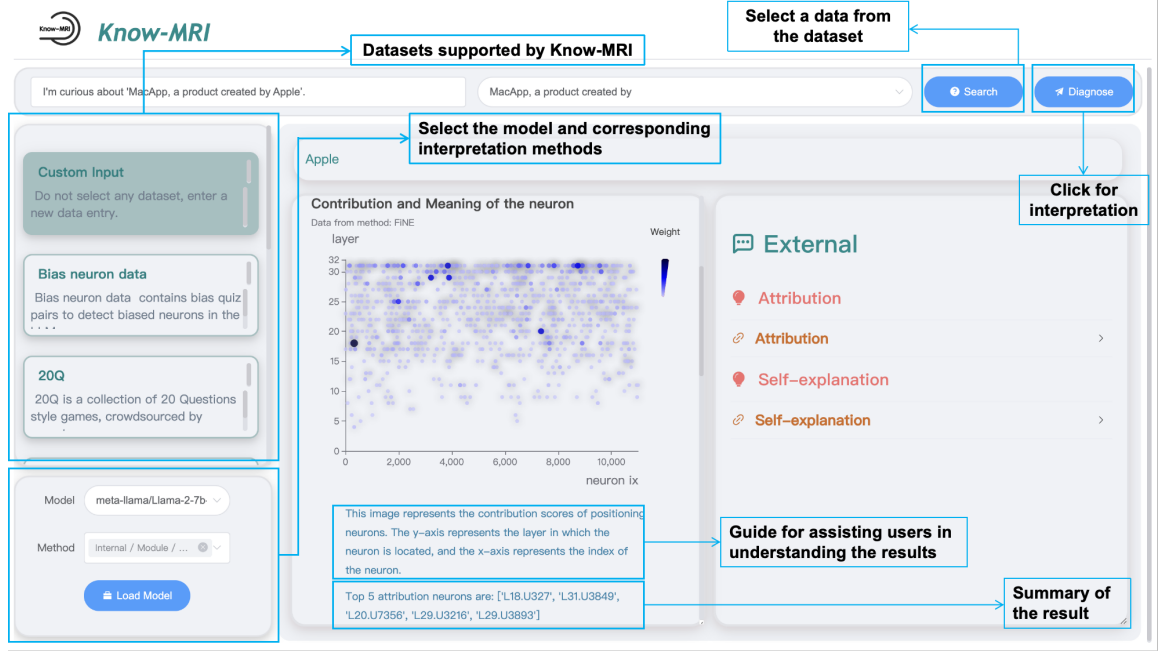 Know-MRI
Know-MRI
Select a data from
the dataset
Datasets supported by Know-MRI
I'm curious about 'MacApp, a product created by Apple'.
MacApp, a product created by
Search
Diagnose
Select the model and corresponding
interpretation methods
Click for
interpretation
Custom Input
Do not select any dataset, enter a
new data entry.
Bias neuron data
Bias neuron data contains bias quiz
pairs to detect biased neurons in the
20Q
20Q is a collection of 20 Questions
style games, crowdsourced by
Model
meta-llama/Llama-2-7b-
Method
Internal / Module / ...
Load Model
Apple
Contribution and Meaning of the neuron
Data from method: FiNE
layer
Weight
32
30
25
20
15
10
5
0
0
2,000
4,000
6,000
8,000
10,000
neuron ix
This image represents the contribution scores of positioning
neurons. The y-axis represents the layer in which the
neuron is located, and the x-axis represents the index of
the neuron.
Top 5 attribution neurons are: ['L18.U327', 'L31.U3849',
'L20.U7356', 'L29.U3216', 'L29.U3893']
External
Attribution
Attribution
Self-explanation
Self-explanation
Guide for assisting users in
understanding the results
Summary of
the result